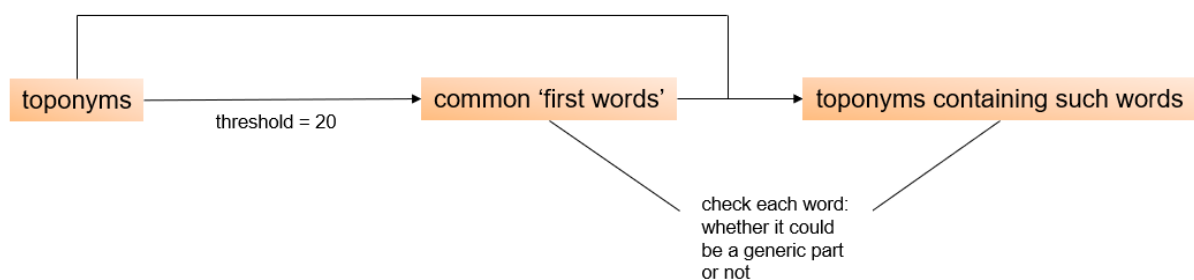 toponyms
common ‘first words’
toponyms containing such words
threshold = 20
check each word:
whether it could
be a generic part
or not